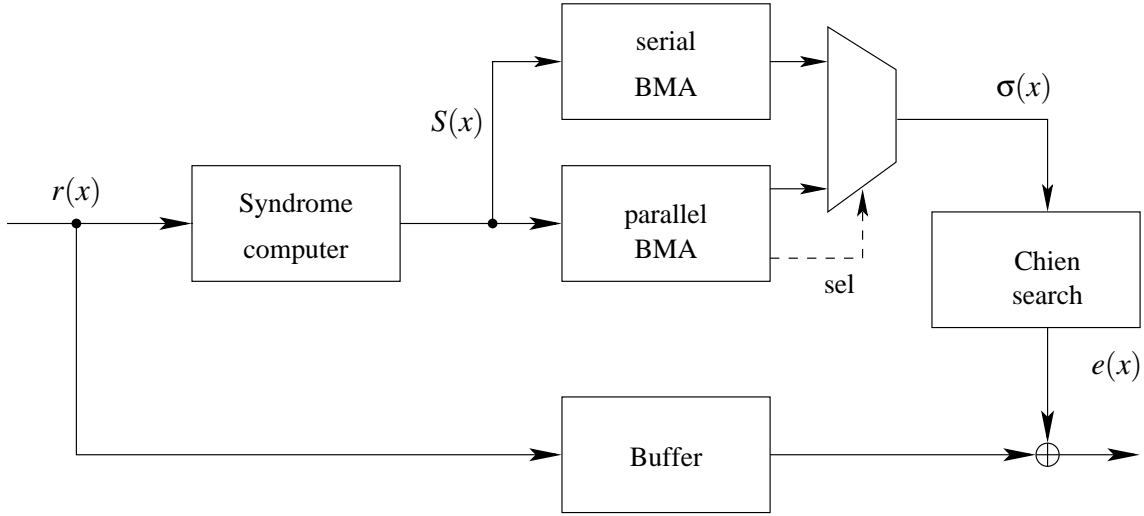 serial
BMA
σ(x)
S(x)
r(x)
Syndrome
computer
parallel
BMA
sel
Chien
search
e(x)
Buffer